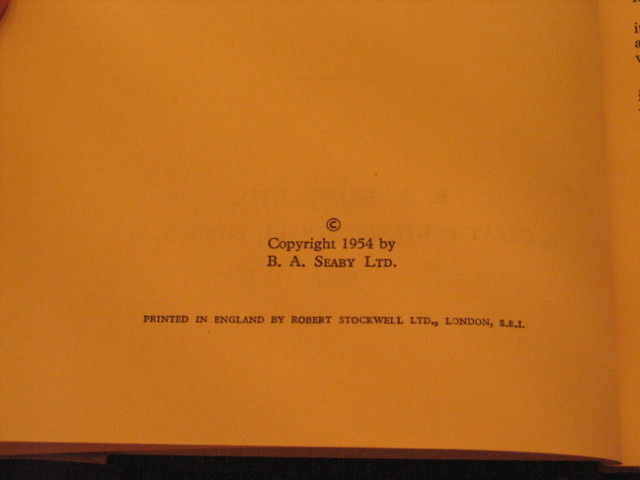 ©
Copyright 1954 by
B. A. SEABY LTD.
PRINTED IN ENGLAND BY ROBERT STOCKWELL LTD., LONDON, S.E.1.